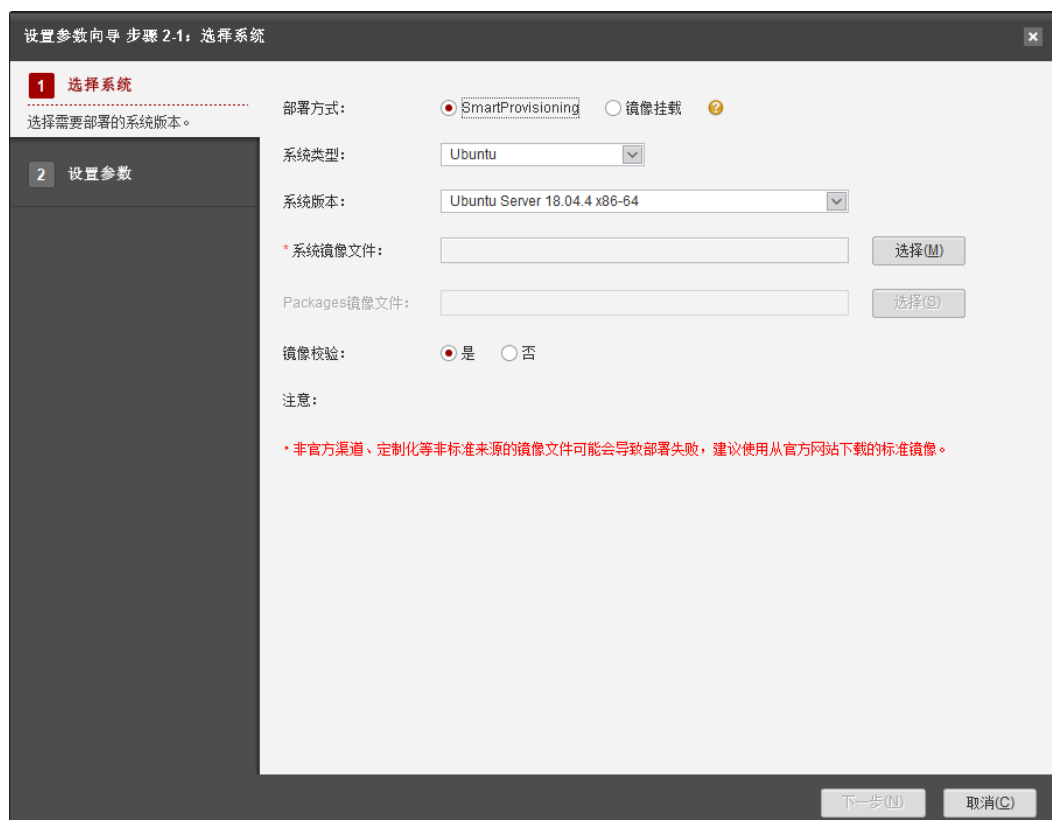 设置参数向导 步骤 2-1：选择系统
1 选择系统
选择需要部署的系统版本。
2 设置参数
部署方式： SmartProvisioning 镜像挂载 ?
系统类型： Ubuntu
系统版本： Ubuntu Server 18.04.4 x86-64
*系统镜像文件： 选择(M)
Packages镜像文件： 选择(S)
镜像校验： 是 否
注意：
•非官方渠道、定制化等非标准来源的镜像文件可能会导致部署失败，建议使用从官方网站下载的标准镜像。
下一步(N) 取消(C)